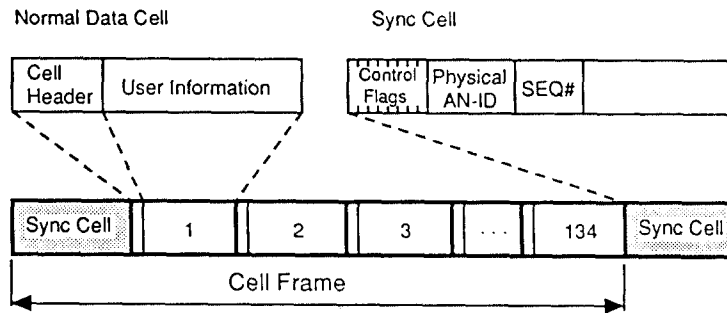 Normal Data Cell
Sync Cell
Cell Header
User Information
Control Flags
Physical AN-ID
SEQ#
Sync Cell
1
2
3
...
134
Sync Cell
Cell Frame